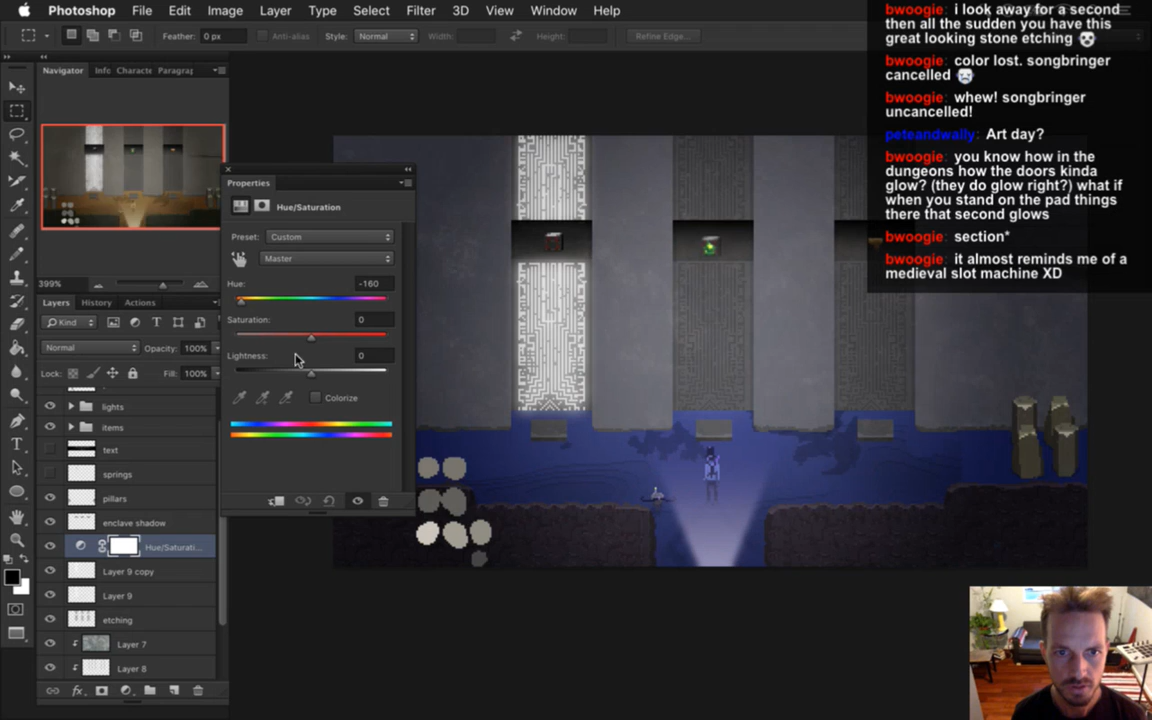 Photoshop File Edit Image Layer Type Select Filter 3D View Window Help
Feather: 0 px Anti-alias Style: Normal Width: Height: Refine Edge...
Navigator Info Characte Paragra
399%
Layers History Actions
Kind
Normal Opacity: 100%
Lock: Fill: 100%
lights
items
text
springs
pillars
enclave shadow
Hue/Saturati...
Layer 9 copy
Layer 9
etching
Layer 7
Layer 8
fx
Properties
Hue/Saturation
Preset: Custom
Master
Hue: -160
Saturation: 0
Lightness: 0
Colorize
bwoogie: i look away for a second
then all the sudden you have this
great looking stone etching
bwoogie: color lost. songbringer
cancelled
bwoogie: whew! songbringer
uncancelled!
peteandwally: Art day?
bwoogie: you know how in the
dungeons how the doors kinda
glow? (they do glow right?) what if
when you stand on the pad things
there that second glows
bwoogie: section*
bwoogie: it almost reminds me of a
medieval slot machine XD